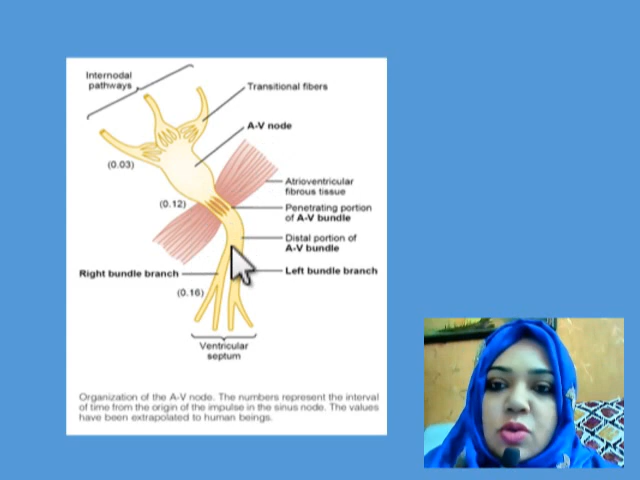 Internodal
pathways
Transitional fibers
A-V node
(0.03)
Atrioventricular
fibrous tissue
(0.12)
Penetrating portion
of A-V bundle
Distal portion of
A-V bundle
Right bundle branch
Left bundle branch
(0.16)
Ventricular
septum
Organization of the A-V node. The numbers represent the interval
of time from the origin of the impulse in the sinus node. The values
have been extrapolated to human beings.